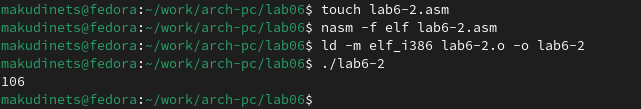 makudinets@fedora:~/work/arch-pc/lab06$ touch lab6-2.asm
makudinets@fedora:~/work/arch-pc/lab06$ nasm -f elf lab6-2.asm
makudinets@fedora:~/work/arch-pc/lab06$ ld -m elf_i386 lab6-2.o -o lab6-2
makudinets@fedora:~/work/arch-pc/lab06$ ./lab6-2
106
makudinets@fedora:~/work/arch-pc/lab06$